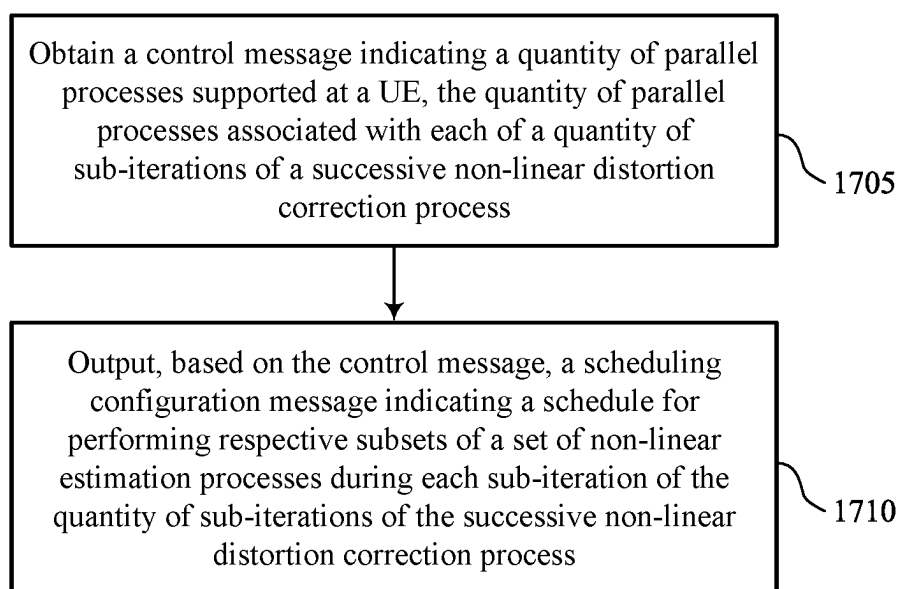 Obtain a control message indicating a quantity of parallel
processes supported at a UE, the quantity of parallel
processes associated with each of a quantity of
sub-iterations of a successive non-linear distortion
correction process
1705
Output, based on the control message, a scheduling
configuration message indicating a schedule for
performing respective subsets of a set of non-linear
estimation processes during each sub-iteration of the
quantity of sub-iterations of the successive non-linear
distortion correction process
1710